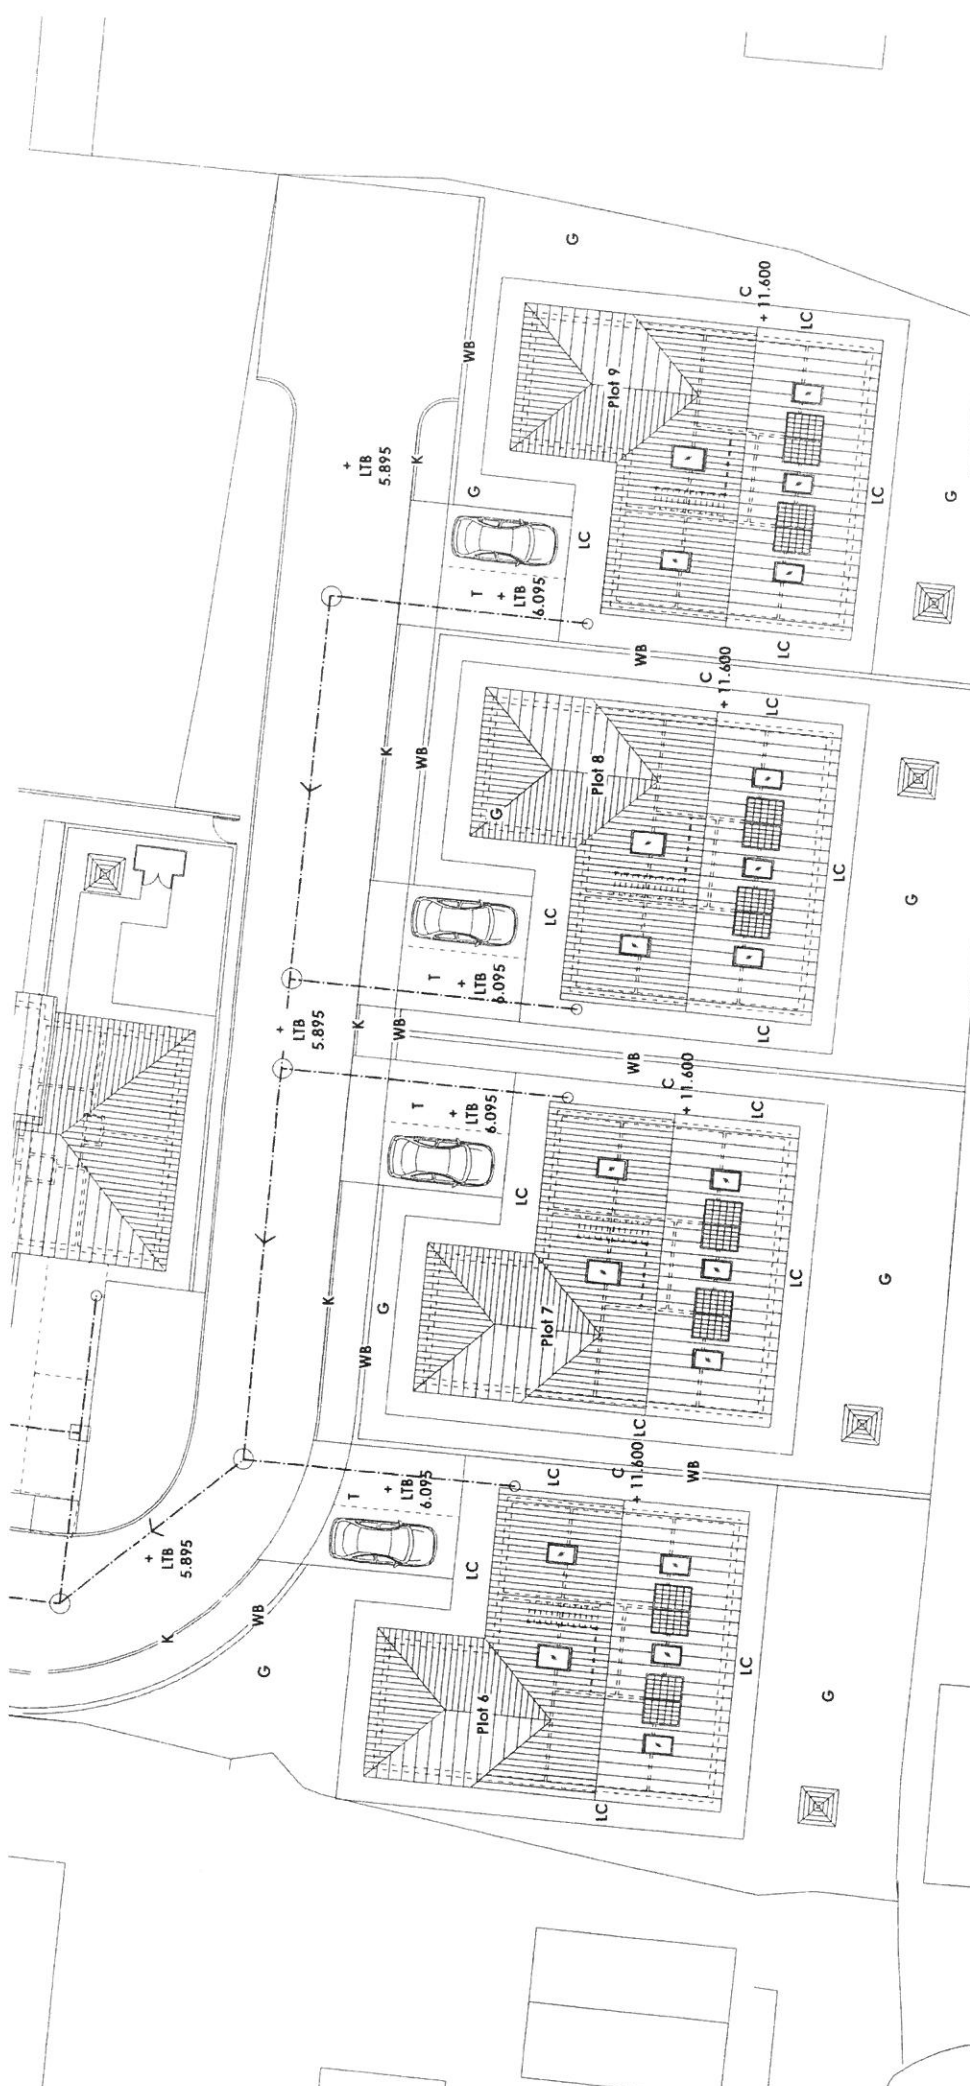 G
C
+ 11.600
LC
WB
Plot 9
+
LTB
5.895
K
G
LC
G
LC
T
+
LTB
6.095
LC
WB
C
+ 11.600
LC
K
WB
Plot 8
G
LC
G
LC
T
+
LTB
6.095
LC
+
LTB
5.895
K
WB
WB
C
+ 11.600
LC
T
+
LTB
6.095
LC
LC
G
K
G
Plot 7
WB
LC
C
+ 11.600
WB
LC
T
+
LTB
6.095
+
LTB
5.895
LC
K
WB
G
LC
G
Plot 6
LC